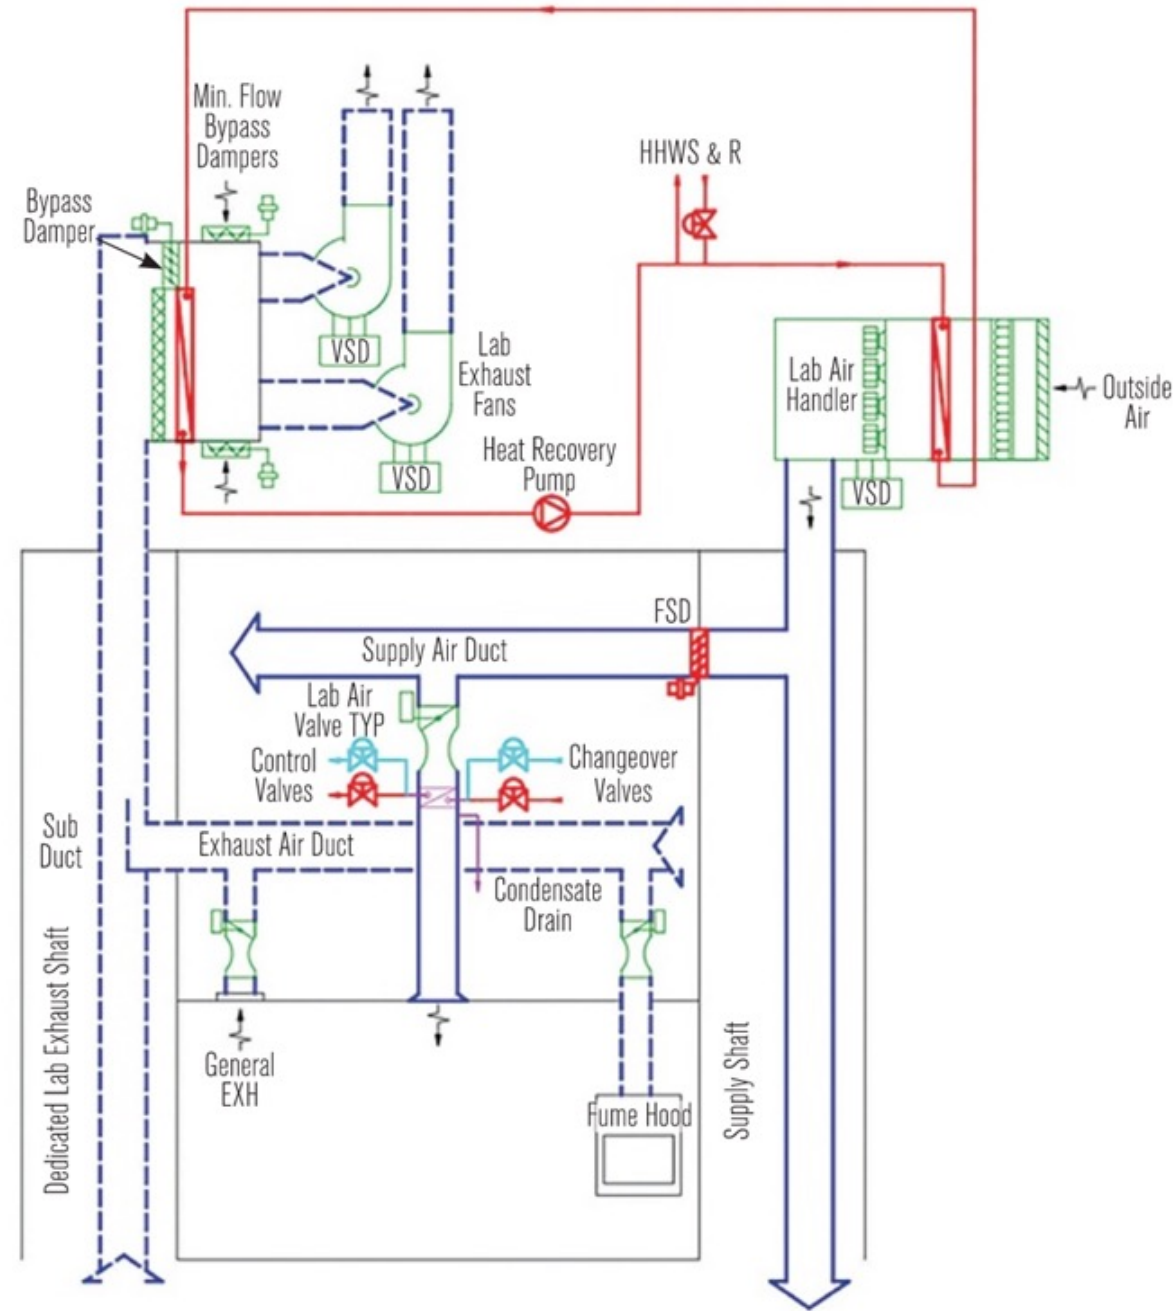 Min. Flow
Bypass
Dampers
HHWS & R
Bypass
Damper
VSD
Lab
Exhaust
Fans
Lab Air
Handler
Outside
Air
Heat Recovery
Pump
VSD
VSD
FSD
Supply Air Duct
Lab Air
Valve TYP
Control
Valves
Changeover
Valves
Sub
Duct
Exhaust Air Duct
Condensate
Drain
Dedicated Lab Exhaust Shaft
General
EXH
Supply Shaft
Fume Hood